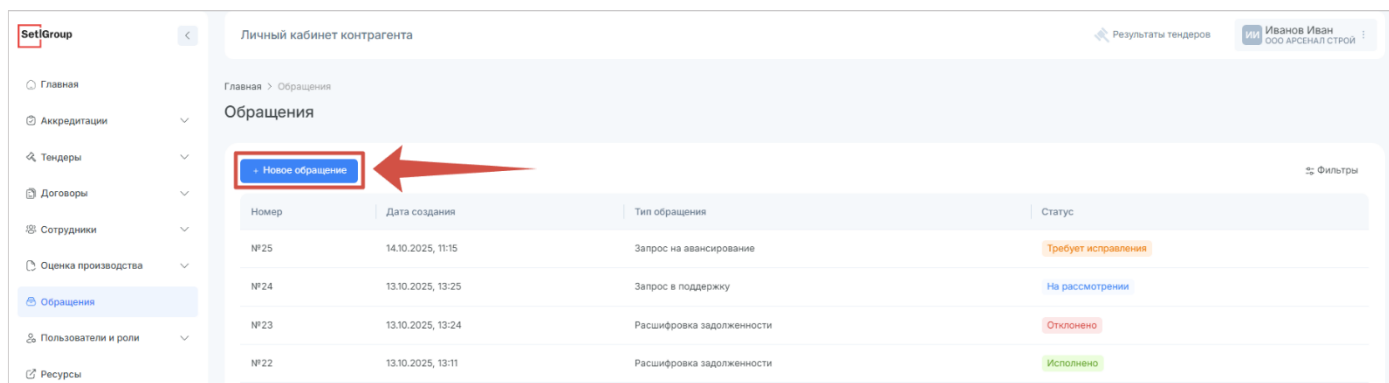 SetlGroup
Личный кабинет контрагента
Результаты тендеров
ИИ
Иванов Иван
ООО АРСЕНАЛ СТРОЙ
Главная
Аккредитации
Тендеры
Договоры
Сотрудники
Оценка производства
Обращения
Пользователи и роли
Ресурсы
Главная > Обращения
Обращения
+ Новое обращение
Фильтры
Номер Дата создания Тип обращения Статус
№25 14.10.2025, 11:15 Запрос на авансирование Требует исправления
№24 13.10.2025, 13:25 Запрос в поддержку На рассмотрении
№23 13.10.2025, 13:24 Расшифровка задолженности Отклонено
№22 13.10.2025, 13:11 Расшифровка задолженности Исполнено